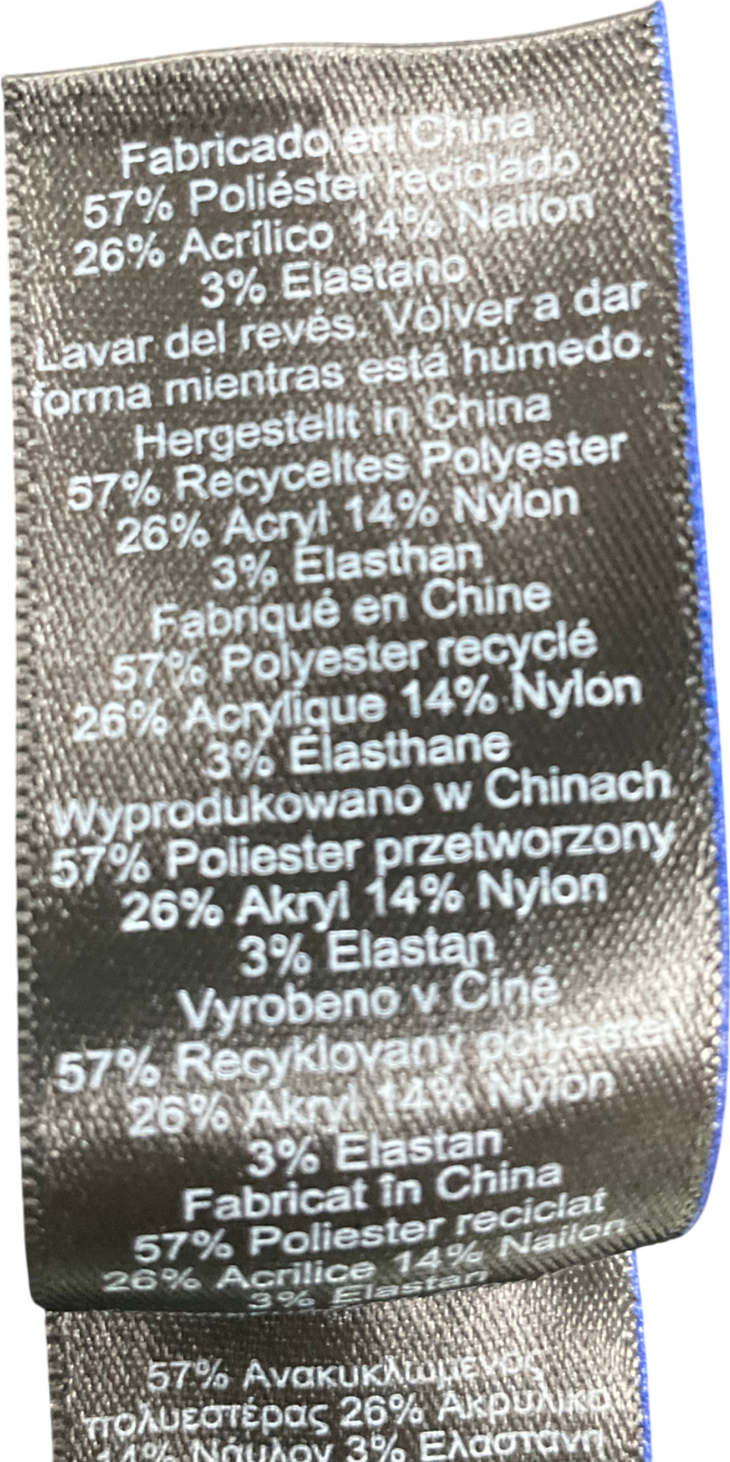 Fabricado en China
57% Poliéster reciclado
26% Acrílico 14% Nailon
3% Elastano
Lavar del revés. Volver a dar
forma mientras está húmedo.
Hergestellt in China
57% Recyceltes Polyester
26% Acryl 14% Nylon
3% Elasthan
Fabriqué en Chine
57% Polyester recyclé
26% Acrylique 14% Nylon
3% Élasthane
Wyprodukowano w Chinach
57% Poliester przetworzony
26% Akryl 14% Nylon
3% Elastan
Vyrobeno v Číně
57% Recyklovaný polyester
26% Akryl 14% Nylon
3% Elastan
Fabricat în China
57% Poliester reciclat
26% Acrilice 14% Nailon
3% Elastan
57% Ανακυκλωμένος
πολυεστέρας 26% Ακρυλικό
14% Νάυλον 3% Ελαστάνη